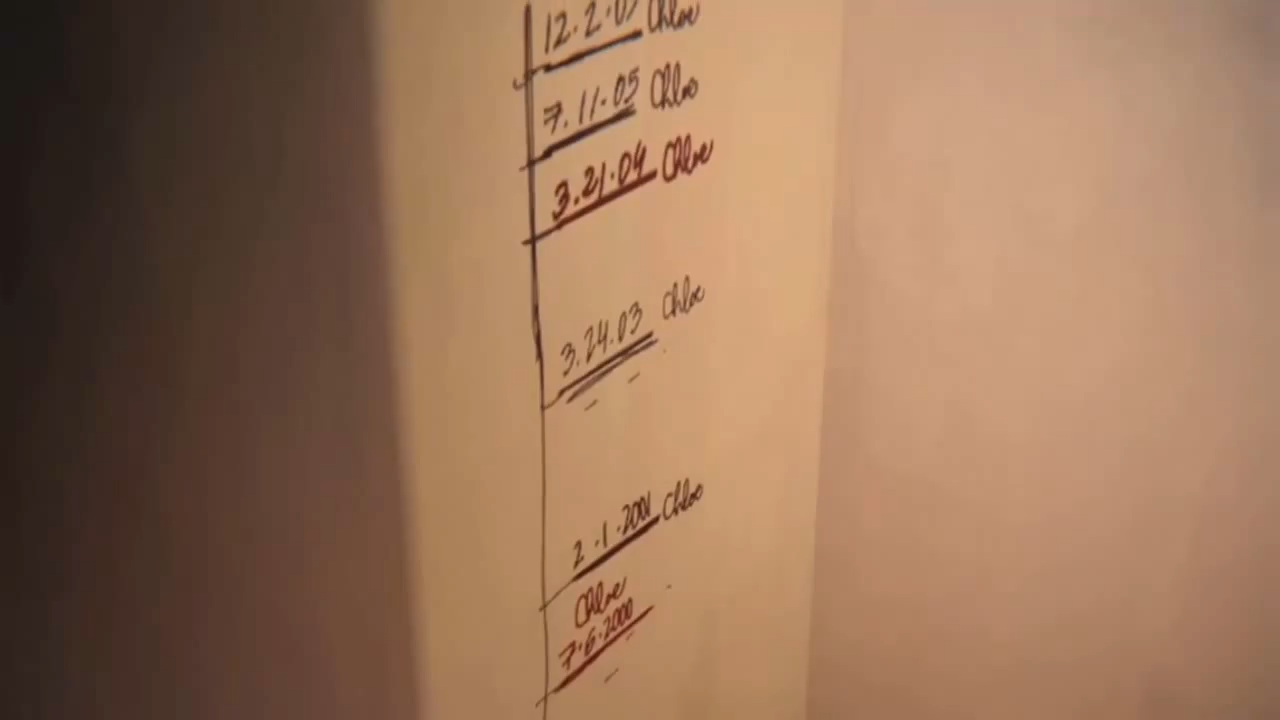 12.2.05 Chloe
7.11.05 Chloe
3.21.04 Chloe
3.24.03 Chloe
2.1.2001 Chloe
Chloe
7.6.2000